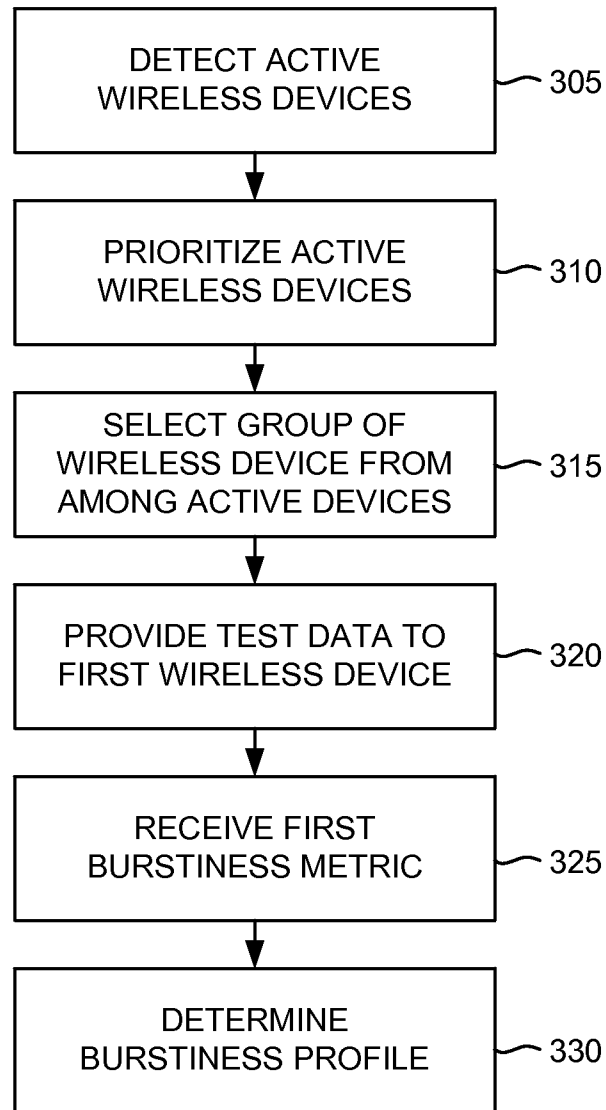 DETECT ACTIVE
WIRELESS DEVICES
305
PRIORITIZE ACTIVE
WIRELESS DEVICES
310
SELECT GROUP OF
WIRELESS DEVICE FROM
AMONG ACTIVE DEVICES
315
PROVIDE TEST DATA TO
FIRST WIRELESS DEVICE
320
RECEIVE FIRST
BURSTINESS METRIC
325
DETERMINE
BURSTINESS PROFILE
330